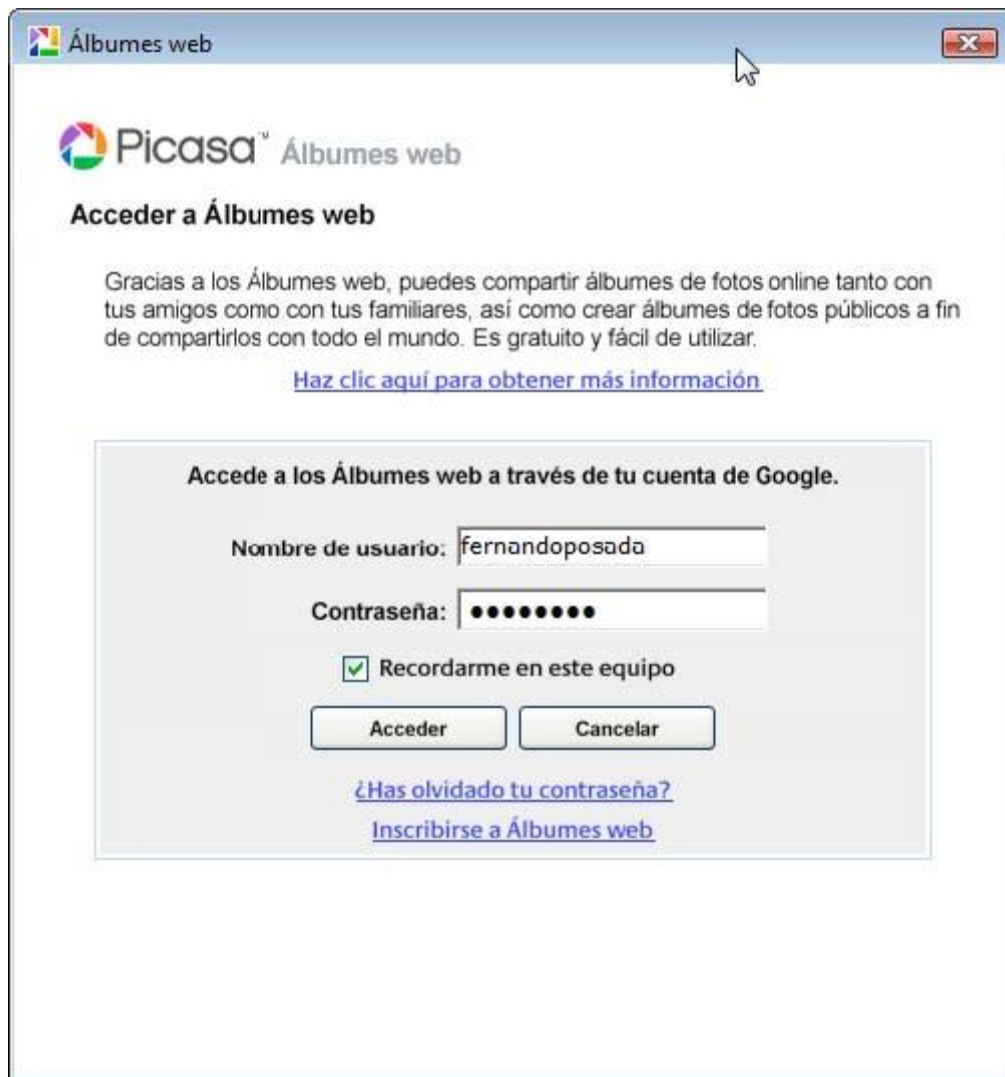 Álbumes web
Picasa™ Álbumes web
Acceder a Álbumes web
Gracias a los Álbumes web, puedes compartir álbumes de fotos online tanto con
tus amigos como con tus familiares, así como crear álbumes de fotos públicos a fin
de compartirlos con todo el mundo. Es gratuito y fácil de utilizar.
Haz clic aquí para obtener más información
Accede a los Álbumes web a través de tu cuenta de Google.
Nombre de usuario: fernandoposada
Contraseña: ●●●●●●●●
Recordarme en este equipo
Acceder Cancelar
¿Has olvidado tu contraseña?
Inscribirse a Álbumes web